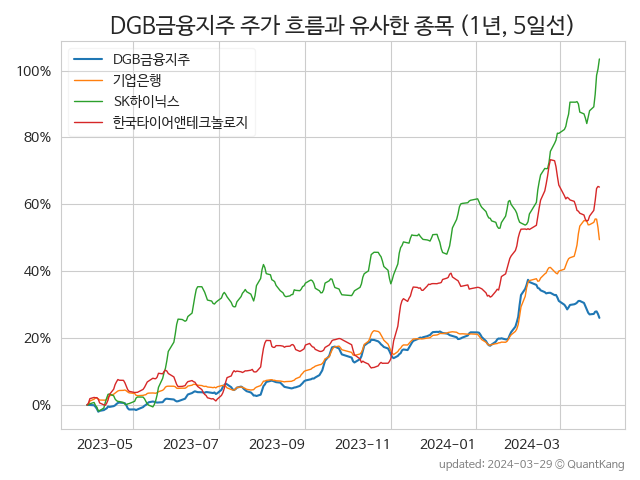 DGB금융지주 주가 흐름과 유사한 종목 (1년, 5일선)
DGB금융지주
기업은행
SK하이닉스
한국타이어앤테크놀로지
100%
80%
60%
40%
20%
0%
2023-05 2023-07 2023-09 2023-11 2024-01 2024-03
updated: 2024-03-29 © QuantKang